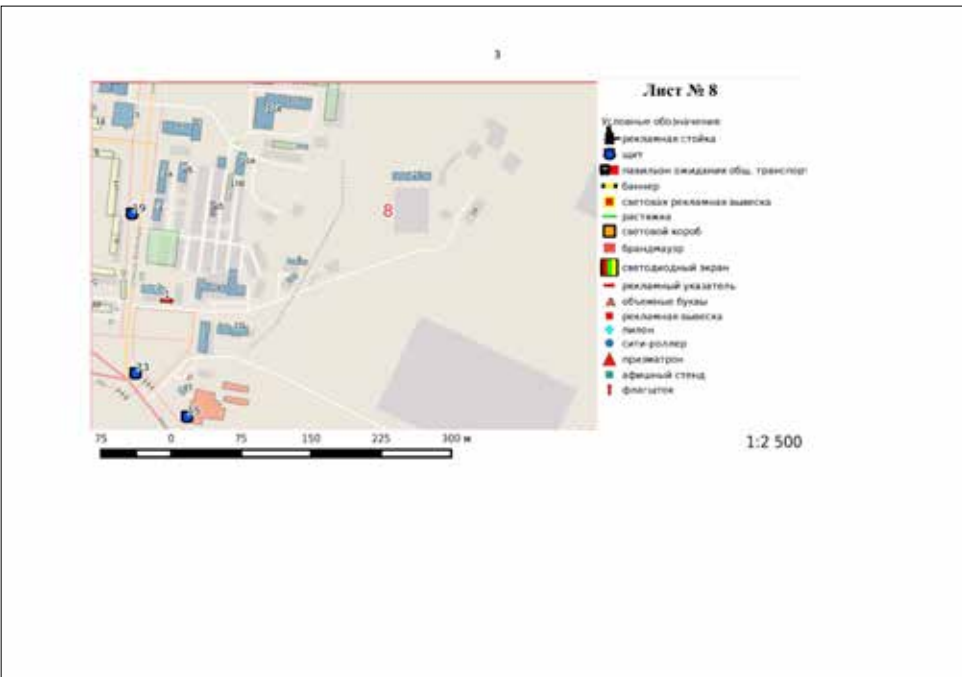 3
Лист № 8
Условные обозначения
рекламная стойка
щит
павильон ожидания общ. транспорт
баннер
световая рекламная вывеска
растяжка
световой короб
брандмауэр
светодиодный экран
рекламный указатель
объемные буквы
рекламная вывеска
пилон
сити-роллер
призматрон
афишный стенд
флагшток
19
8
75 0 75 150 225 300 м
1:2 500